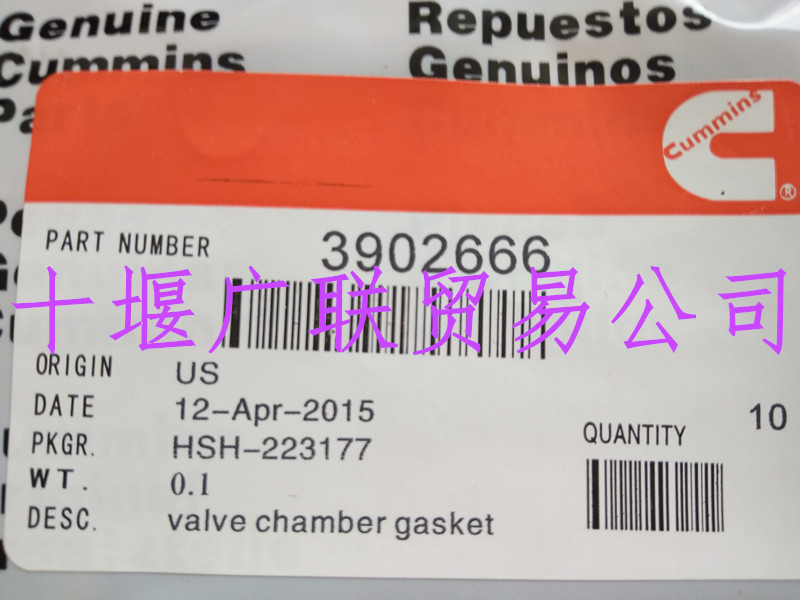 Genuine
Cummins
Parts
Repuestos
Genuinos
Cummins
®
PART NUMBER 3902666
十堰广联贸易公司
ORIGIN US
DATE 12-Apr-2015
PKGR. HSH-223177
WT. 0.1
DESC. valve chamber gasket
QUANTITY 10